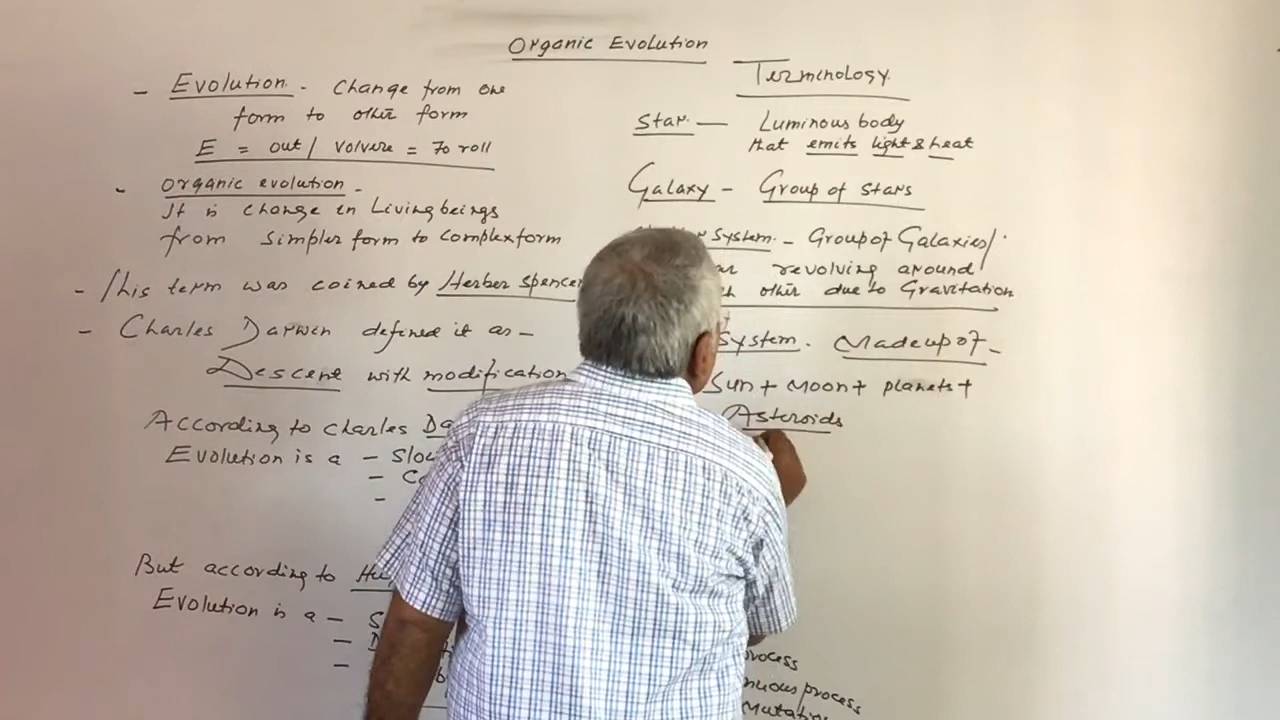 Organic Evolution
- Evolution - Change from one
form to other form
E = out / volvere = To roll
- Organic evolution -
It is change in Living beings
from simpler form to complex form
- This term was coined by Herber spencer
- Charles Darwin defined it as -
Descent with modification
According to Charles Da
Evolution is a - Slow
-
-
But according to Hu
Evolution is a -
-
-
Terminology
Star - Luminous body
that emits light & heat
Galaxy - Group of stars
System - Group of Galaxies/
revolving around
other due to Gravitation
System - Made up of -
Sun + Moon + planets +
Asteroids
process
nuous process
Mutation